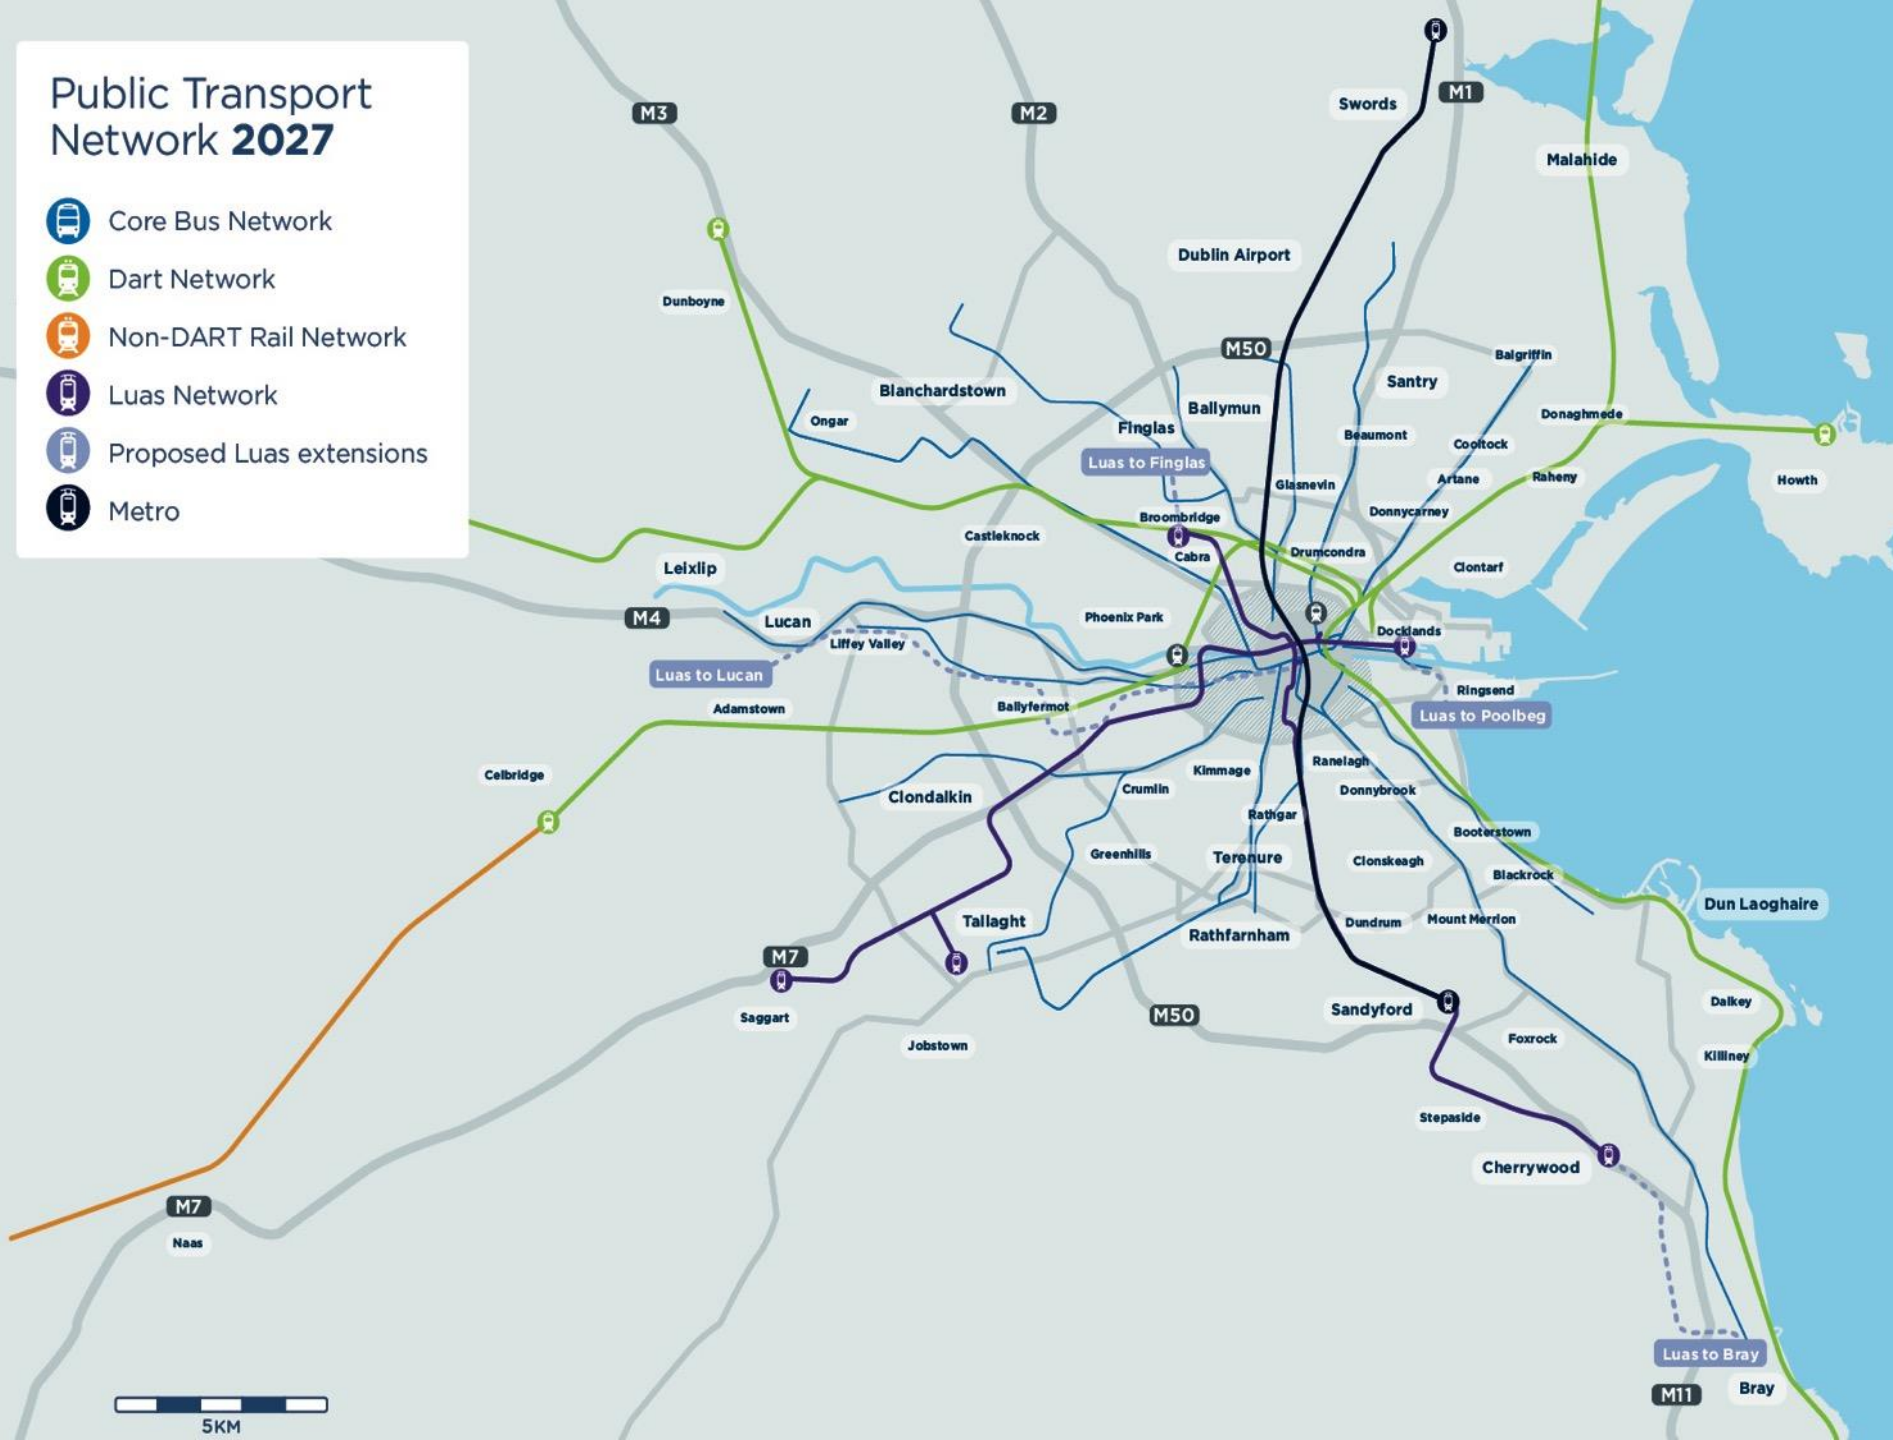 Public Transport
Network 2027
Core Bus Network
Dart Network
Non-DART Rail Network
Luas Network
Proposed Luas extensions
Metro
M3
M2
Swords
M1
Malahide
Dublin Airport
Dunboyne
M50
Balgriffin
Blanchardstown
Santry
Ballymun
Ongar
Finglas
Donaghmede
Beaumont
Cooltock
Luas to Finglas
Glasnevin
Artane
Raheny
Howth
Broombridge
Donnycarney
Castleknock
Cabra
Drumcondra
Leixlip
Clontarf
M4
Lucan
Phoenix Park
Docklands
Liffey Valley
Luas to Lucan
Ringsend
Adamstown
Ballyfermot
Luas to Poolbeg
Celbridge
Kimmage
Ranelagh
Clondalkin
Crumlin
Donnybrook
Rathgar
Booterstown
Greenhills
Terenure
Clonskeagh
Blackrock
Dun Laoghaire
Tallaght
Dundrum
Mount Merrion
Rathfarnham
M7
Saggart
M50
Sandyford
Dalkey
Jobstown
Foxrock
Killiney
Stepaside
Cherrywood
M7
Naas
Luas to Bray
M11
Bray
5KM